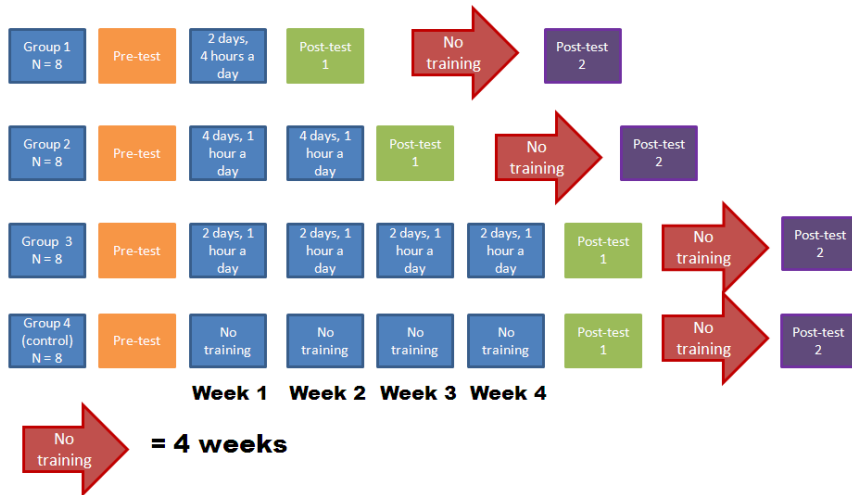 Group 1
N = 8
Pre-test
2 days,
4 hours a
day
Post-test
1
No
training
Post-test
2
Group 2
N = 8
Pre-test
4 days, 1
hour a
day
4 days, 1
hour a
day
Post-test
1
No
training
Post-test
2
Group 3
N = 8
Pre-test
2 days, 1
hour a
day
2 days, 1
hour a
day
2 days, 1
hour a
day
2 days, 1
hour a
day
Post-test
1
No
training
Post-test
2
Group 4
(control)
N = 8
Pre-test
No
training
No
training
No
training
No
training
Post-test
1
No
training
Post-test
2
Week 1
Week 2
Week 3
Week 4
No
training
= 4 weeks